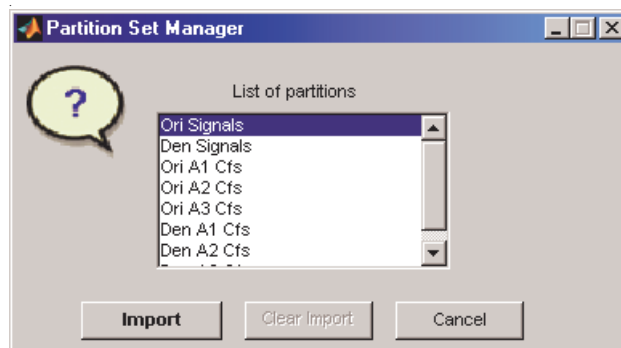 Partition Set Manager
?
List of partitions
Ori Signals
Den Signals
Ori A1 Cfs
Ori A2 Cfs
Ori A3 Cfs
Den A1 Cfs
Den A2 Cfs
Import
Clear Import
Cancel